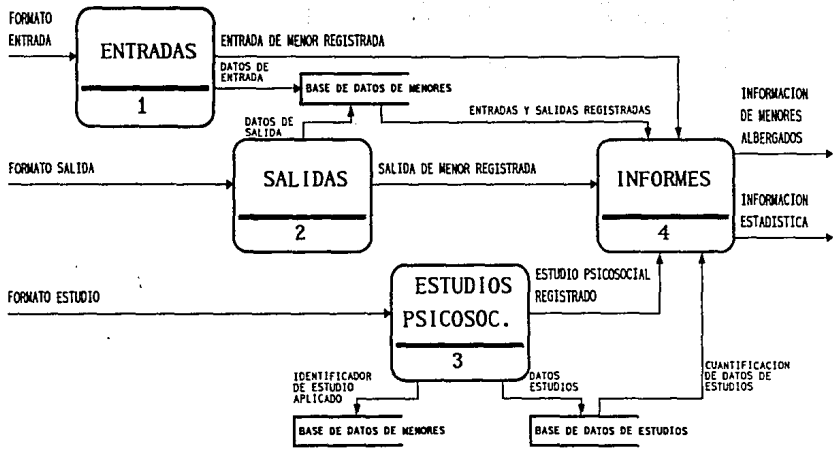 FORMATO
ENTRADA
ENTRADAS
1
ENTRADA DE MENOR REGISTRADA
DATOS DE
ENTRADA
BASE DE DATOS DE MENORES
DATOS DE
SALIDA
ENTRADAS Y SALIDAS REGISTRADAS
INFORMACION
DE MENORES
ALBERGADOS
FORMATO SALIDA
SALIDAS
2
SALIDA DE MENOR REGISTRADA
INFORMES
4
INFORMACION
ESTADISTICA
FORMATO ESTUDIO
ESTUDIOS
PSICOSOC.
3
ESTUDIO PSICOSOCIAL
REGISTRADO
IDENTIFICADOR
DE ESTUDIO
APLICADO
DATOS
ESTUDIOS
CUANTIFICACION
DE DATOS DE
ESTUDIOS
BASE DE DATOS DE MENORES
BASE DE DATOS DE ESTUDIOS